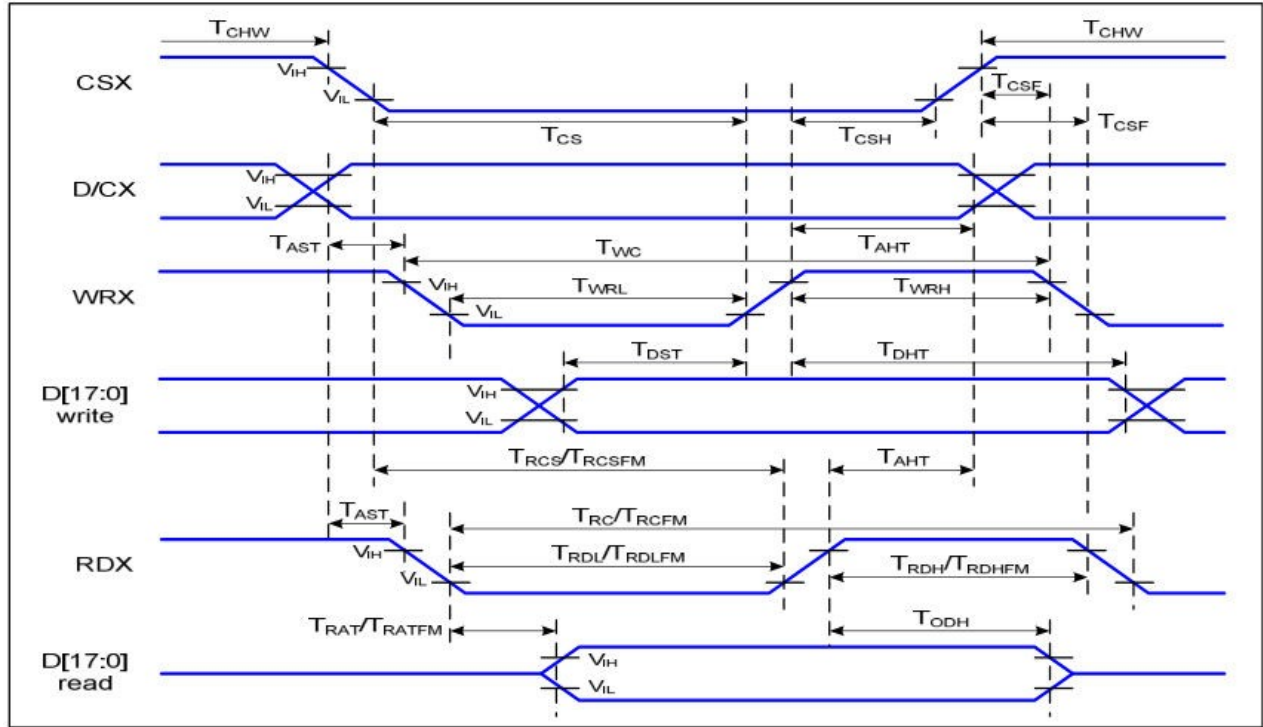 TCHW TCHW
VIH
CSX
VIL
TCSF
TCS TCSH TCSF
VIH
D/CX
VIL
TAST TWC TAHT
WRX
VIH TWRL TWRH
VIL
TDST TDHT
D[17:0]
write
VIH
VIL
TRCS/TRCSFM TAHT
TAST TRC/TRCFM
RDX
VIH TRDL/TRDLFM TRDH/TRDHFM
VIL
TRAT/TRATFM TODH
D[17:0]
read
VIH VIH
VIL VIL